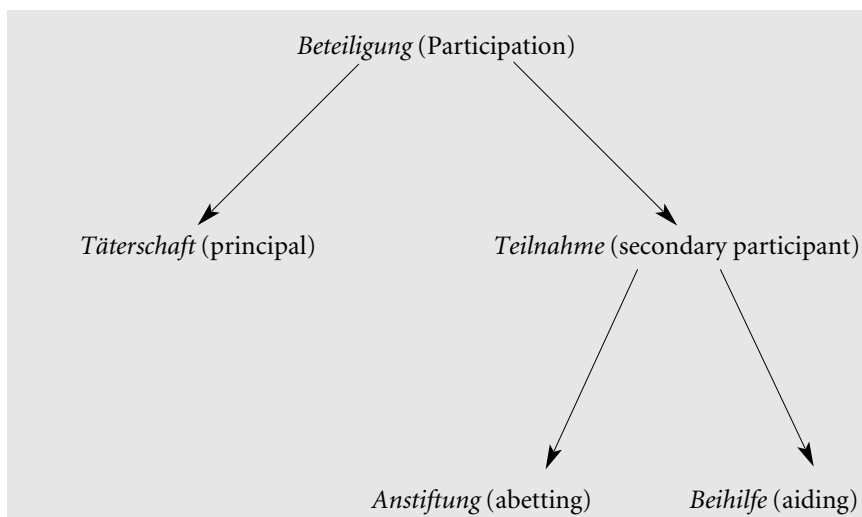 Beteiligung (Participation)
Täterschaft (principal)
Teilnahme (secondary participant)
Anstiftung (abetting)
Beihilfe (aiding)